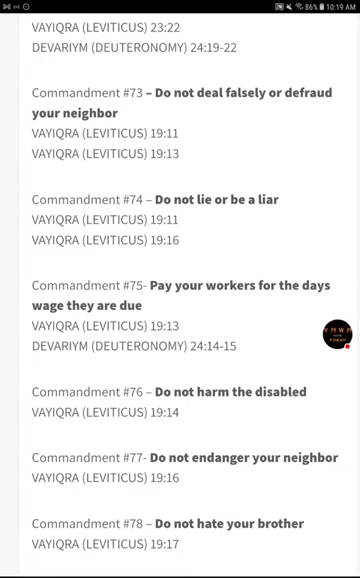 86% 10:19 AM
VAYIQRA (LEVITICUS) 23:22
DEVARIYM (DEUTERONOMY) 24:19-22
Commandment #73 – Do not deal falsely or defraud
your neighbor
VAYIQRA (LEVITICUS) 19:11
VAYIQRA (LEVITICUS) 19:13
Commandment #74 – Do not lie or be a liar
VAYIQRA (LEVITICUS) 19:11
VAYIQRA (LEVITICUS) 19:16
Commandment #75- Pay your workers for the days
wage they are due
VAYIQRA (LEVITICUS) 19:13
DEVARIYM (DEUTERONOMY) 24:14-15
Commandment #76 – Do not harm the disabled
VAYIQRA (LEVITICUS) 19:14
Commandment #77- Do not endanger your neighbor
VAYIQRA (LEVITICUS) 19:16
Commandment #78 – Do not hate your brother
VAYIQRA (LEVITICUS) 19:17